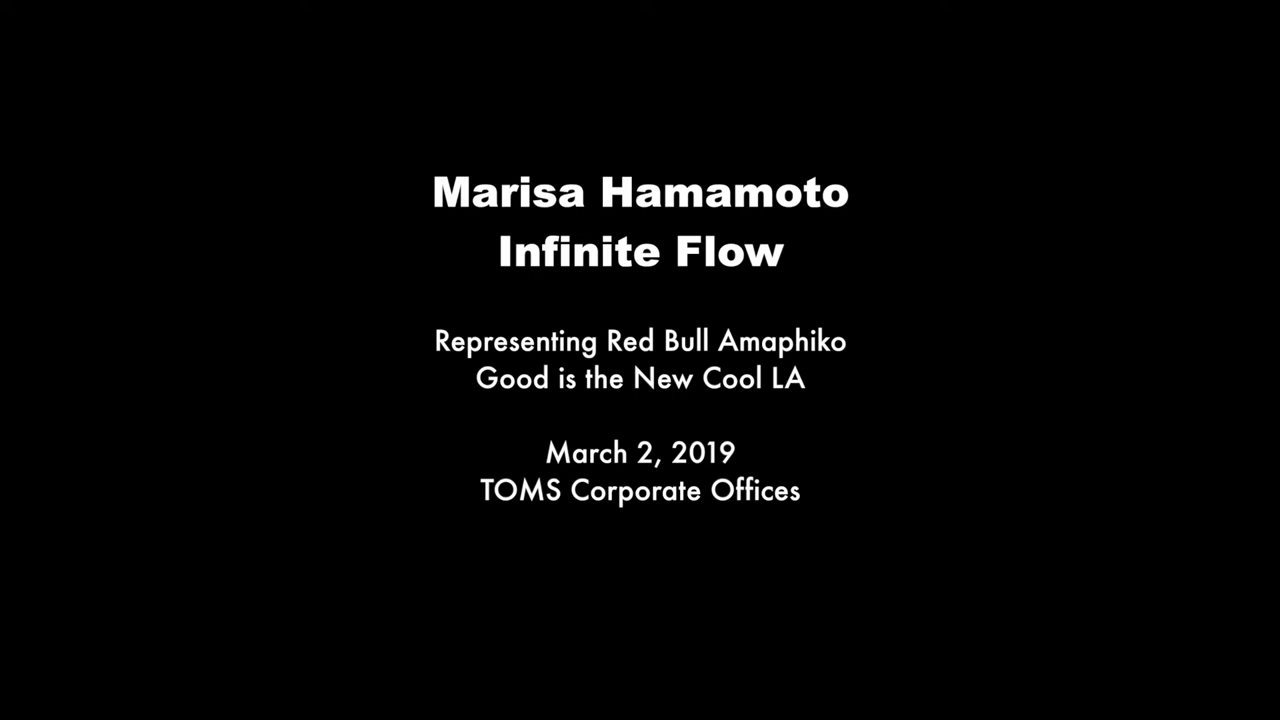 Marisa Hamamoto
Infinite Flow
Representing Red Bull Amaphiko
Good is the New Cool LA
March 2, 2019
TOMS Corporate Offices